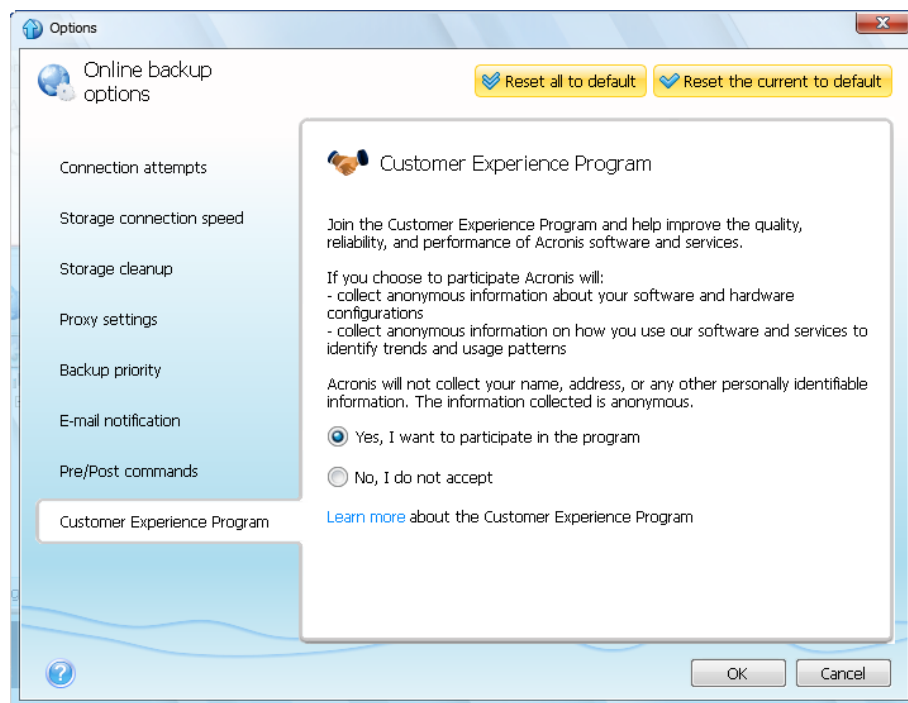 Options
Online backup
options
Reset all to default
Reset the current to default
Connection attempts
Storage connection speed
Storage cleanup
Proxy settings
Backup priority
E-mail notification
Pre/Post commands
Customer Experience Program
Customer Experience Program
Join the Customer Experience Program and help improve the quality,
reliability, and performance of Acronis software and services.
If you choose to participate Acronis will:
- collect anonymous information about your software and hardware
configurations
- collect anonymous information on how you use our software and services to
identify trends and usage patterns
Acronis will not collect your name, address, or any other personally identifiable
information. The information collected is anonymous.
Yes, I want to participate in the program
No, I do not accept
Learn more about the Customer Experience Program
OK
Cancel